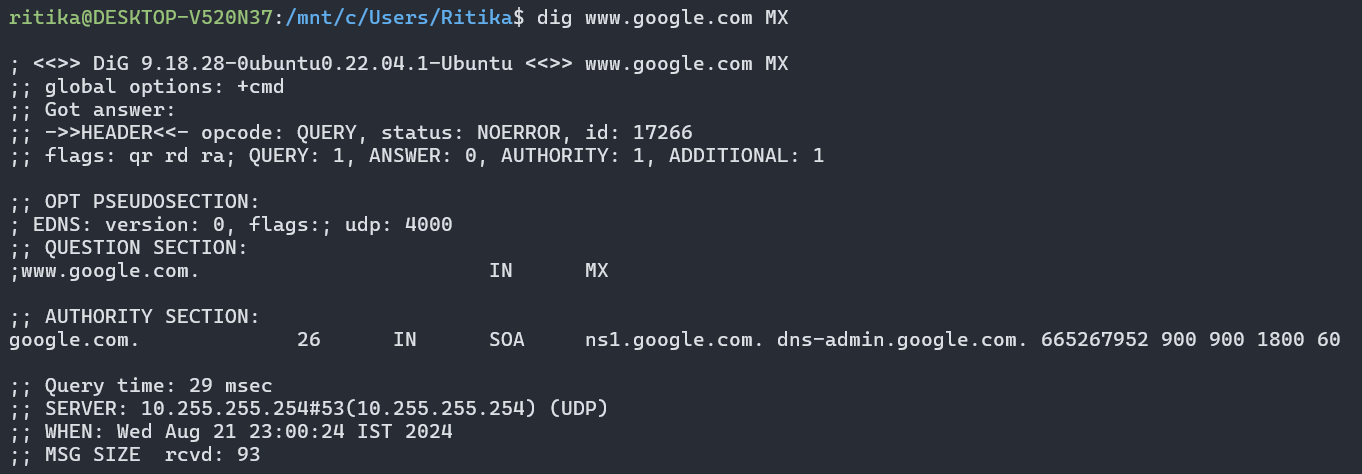 ritika@DESKTOP-V520N37:/mnt/c/Users/Ritika$ dig www.google.com MX
; <<>> DiG 9.18.28-0ubuntu0.22.04.1-Ubuntu <<>> www.google.com MX
;; global options: +cmd
;; Got answer:
;; ->>HEADER<<- opcode: QUERY, status: NOERROR, id: 17266
;; flags: qr rd ra; QUERY: 1, ANSWER: 0, AUTHORITY: 1, ADDITIONAL: 1
;; OPT PSEUDOSECTION:
; EDNS: version: 0, flags:; udp: 4000
;; QUESTION SECTION:
;www.google.com. IN MX
;; AUTHORITY SECTION:
google.com. 26 IN SOA ns1.google.com. dns-admin.google.com. 665267952 900 900 1800 60
;; Query time: 29 msec
;; SERVER: 10.255.255.254#53(10.255.255.254) (UDP)
;; WHEN: Wed Aug 21 23:00:24 IST 2024
;; MSG SIZE  rcvd: 93